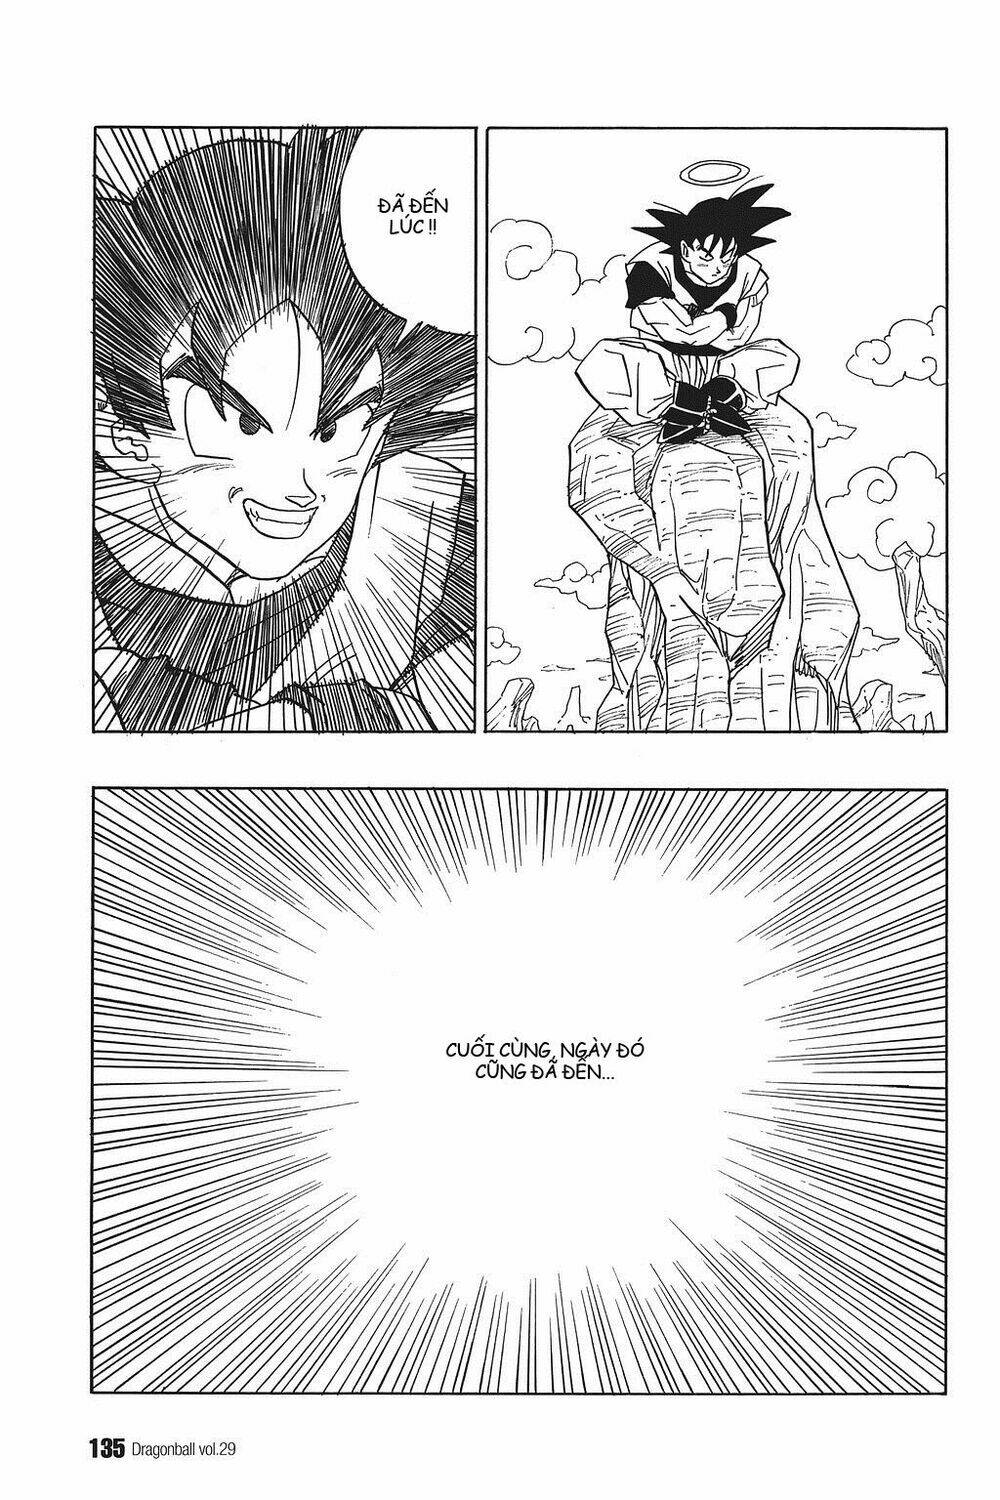 ĐÃ ĐẾN
LÚC!!
CUỐI CÙNG, NGÀY ĐÓ
CŨNG ĐÃ ĐẾN...
135 Dragonball vol.29